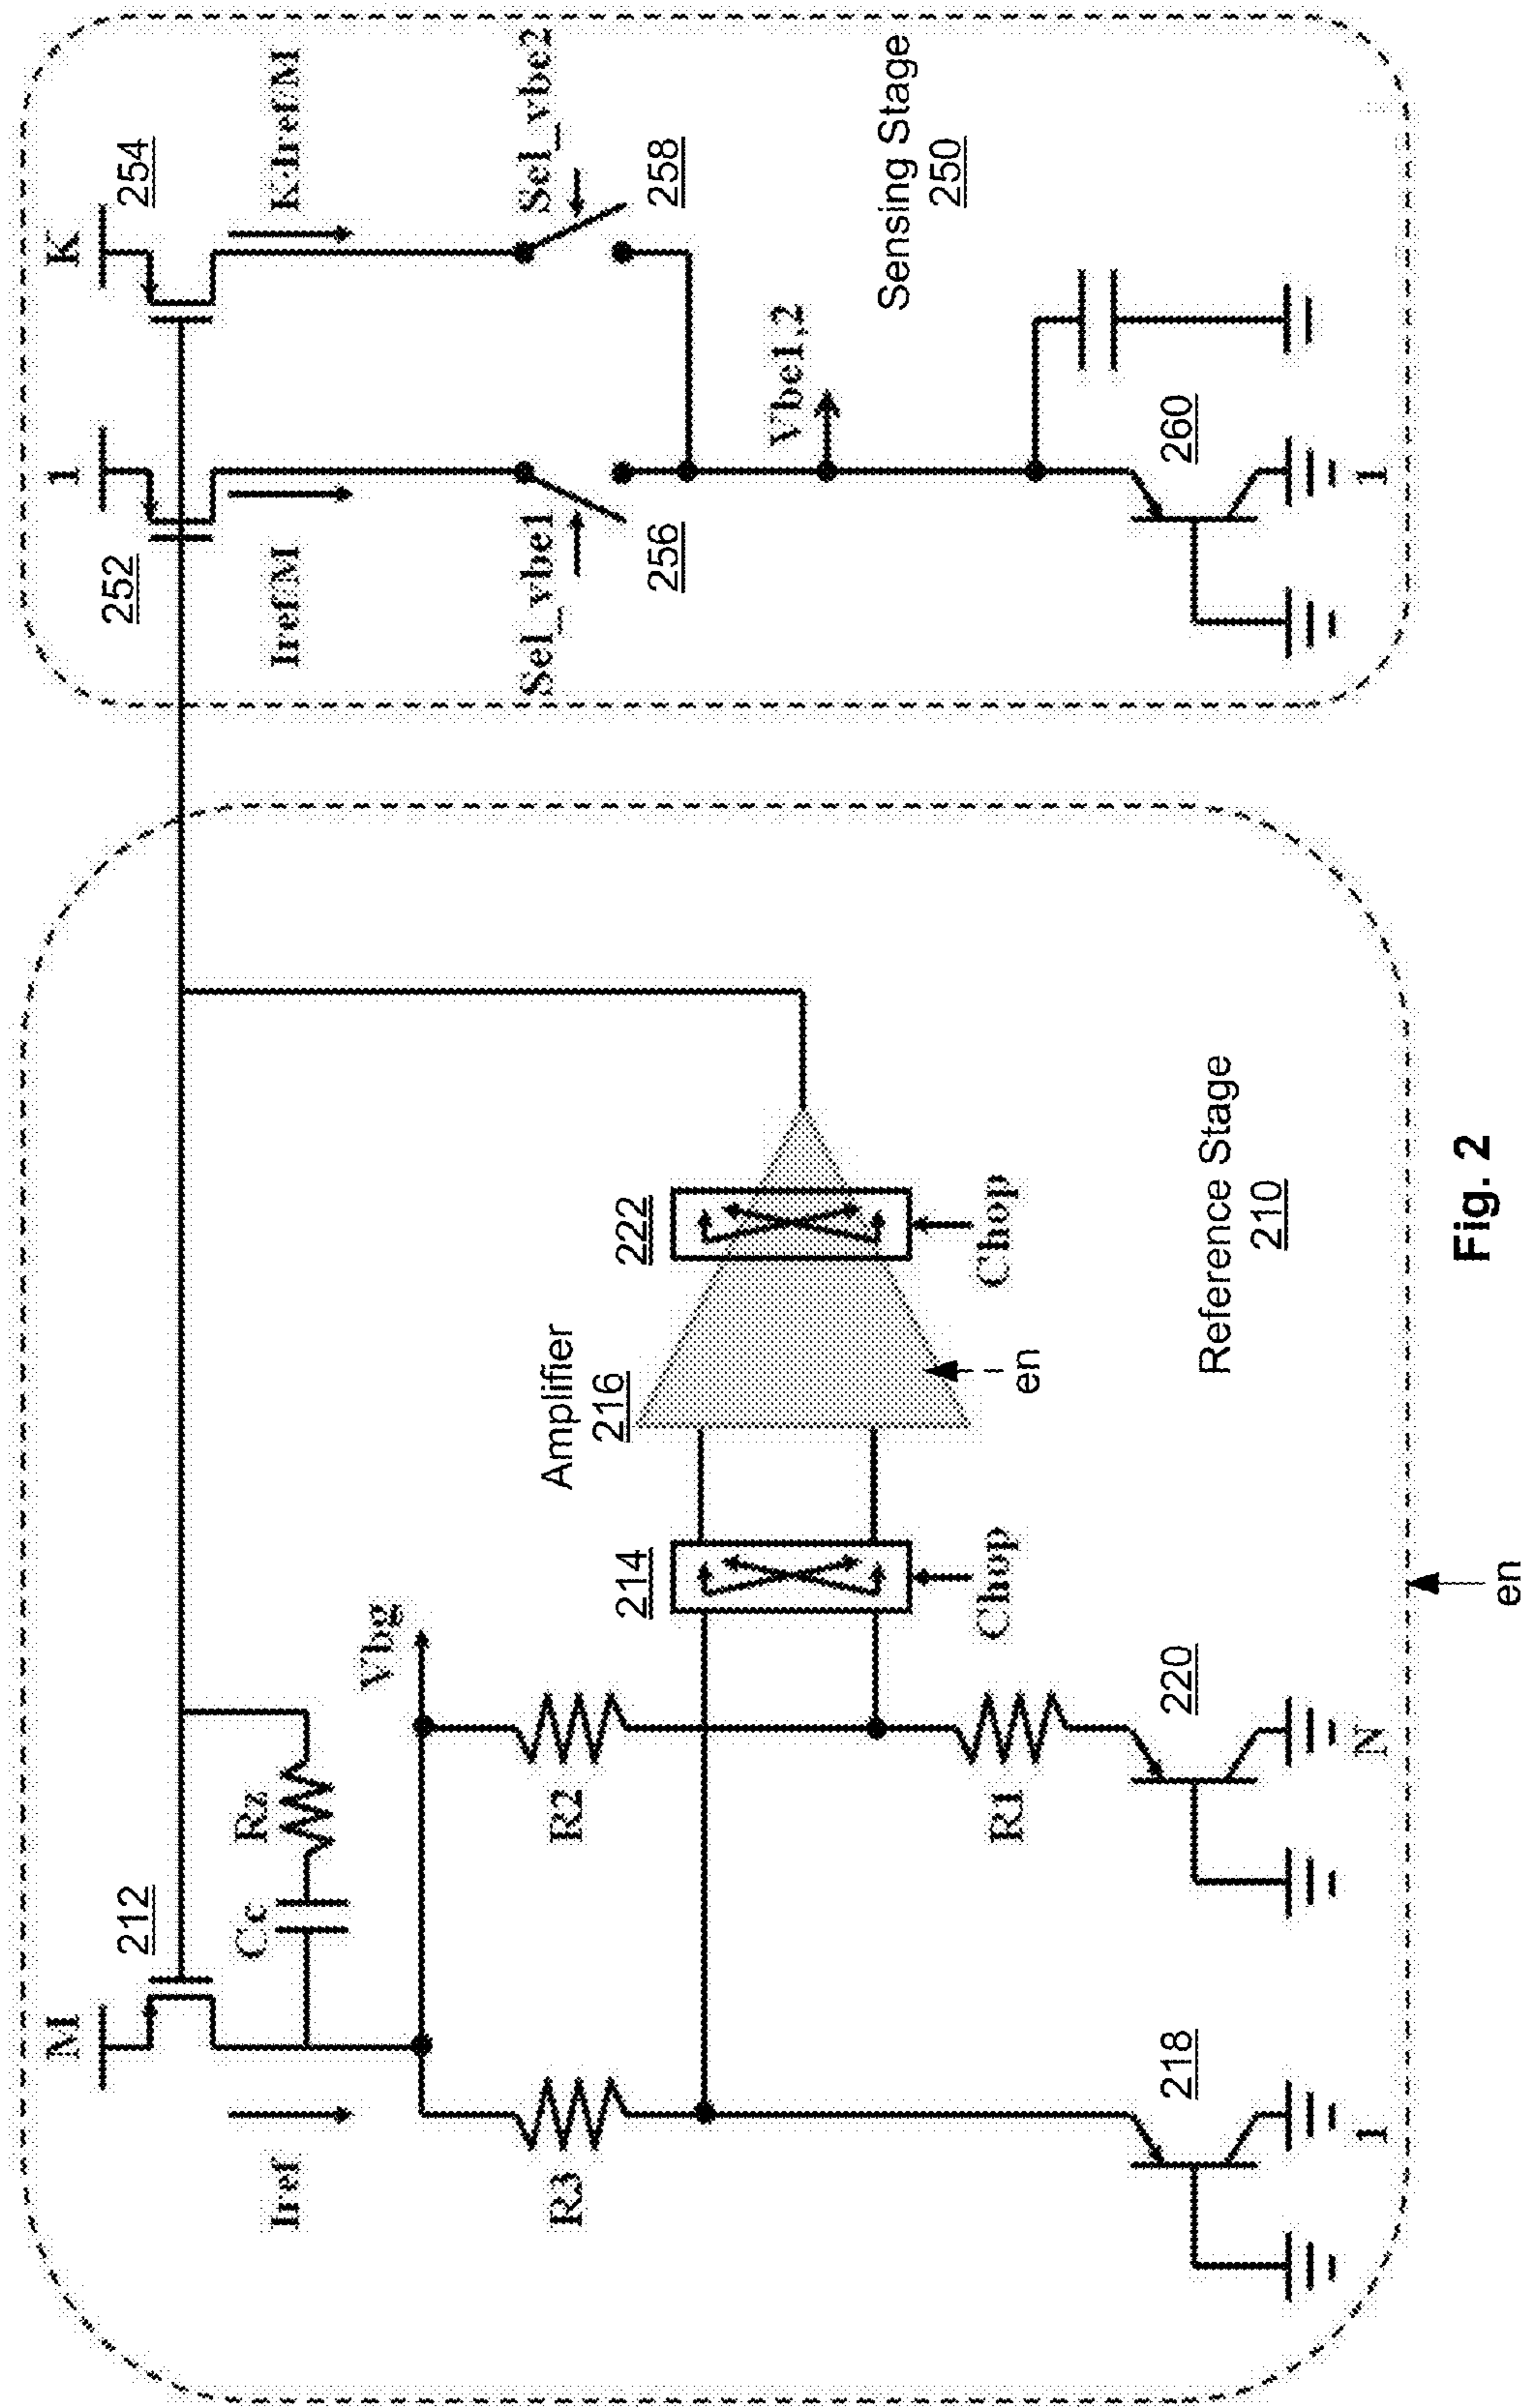 M
212
Iref
Cc
Rz
Vbg
R3
R2
R1
218
1
220
N
214
Chop
Amplifier
216
en
222
Chop
Reference Stage
210
en
1
252
Iref/M
Sel_vbe1
256
K
254
K·Iref/M
Sel_vbe2
258
Vbe1,2
Sensing Stage
250
260
1
Fig. 2